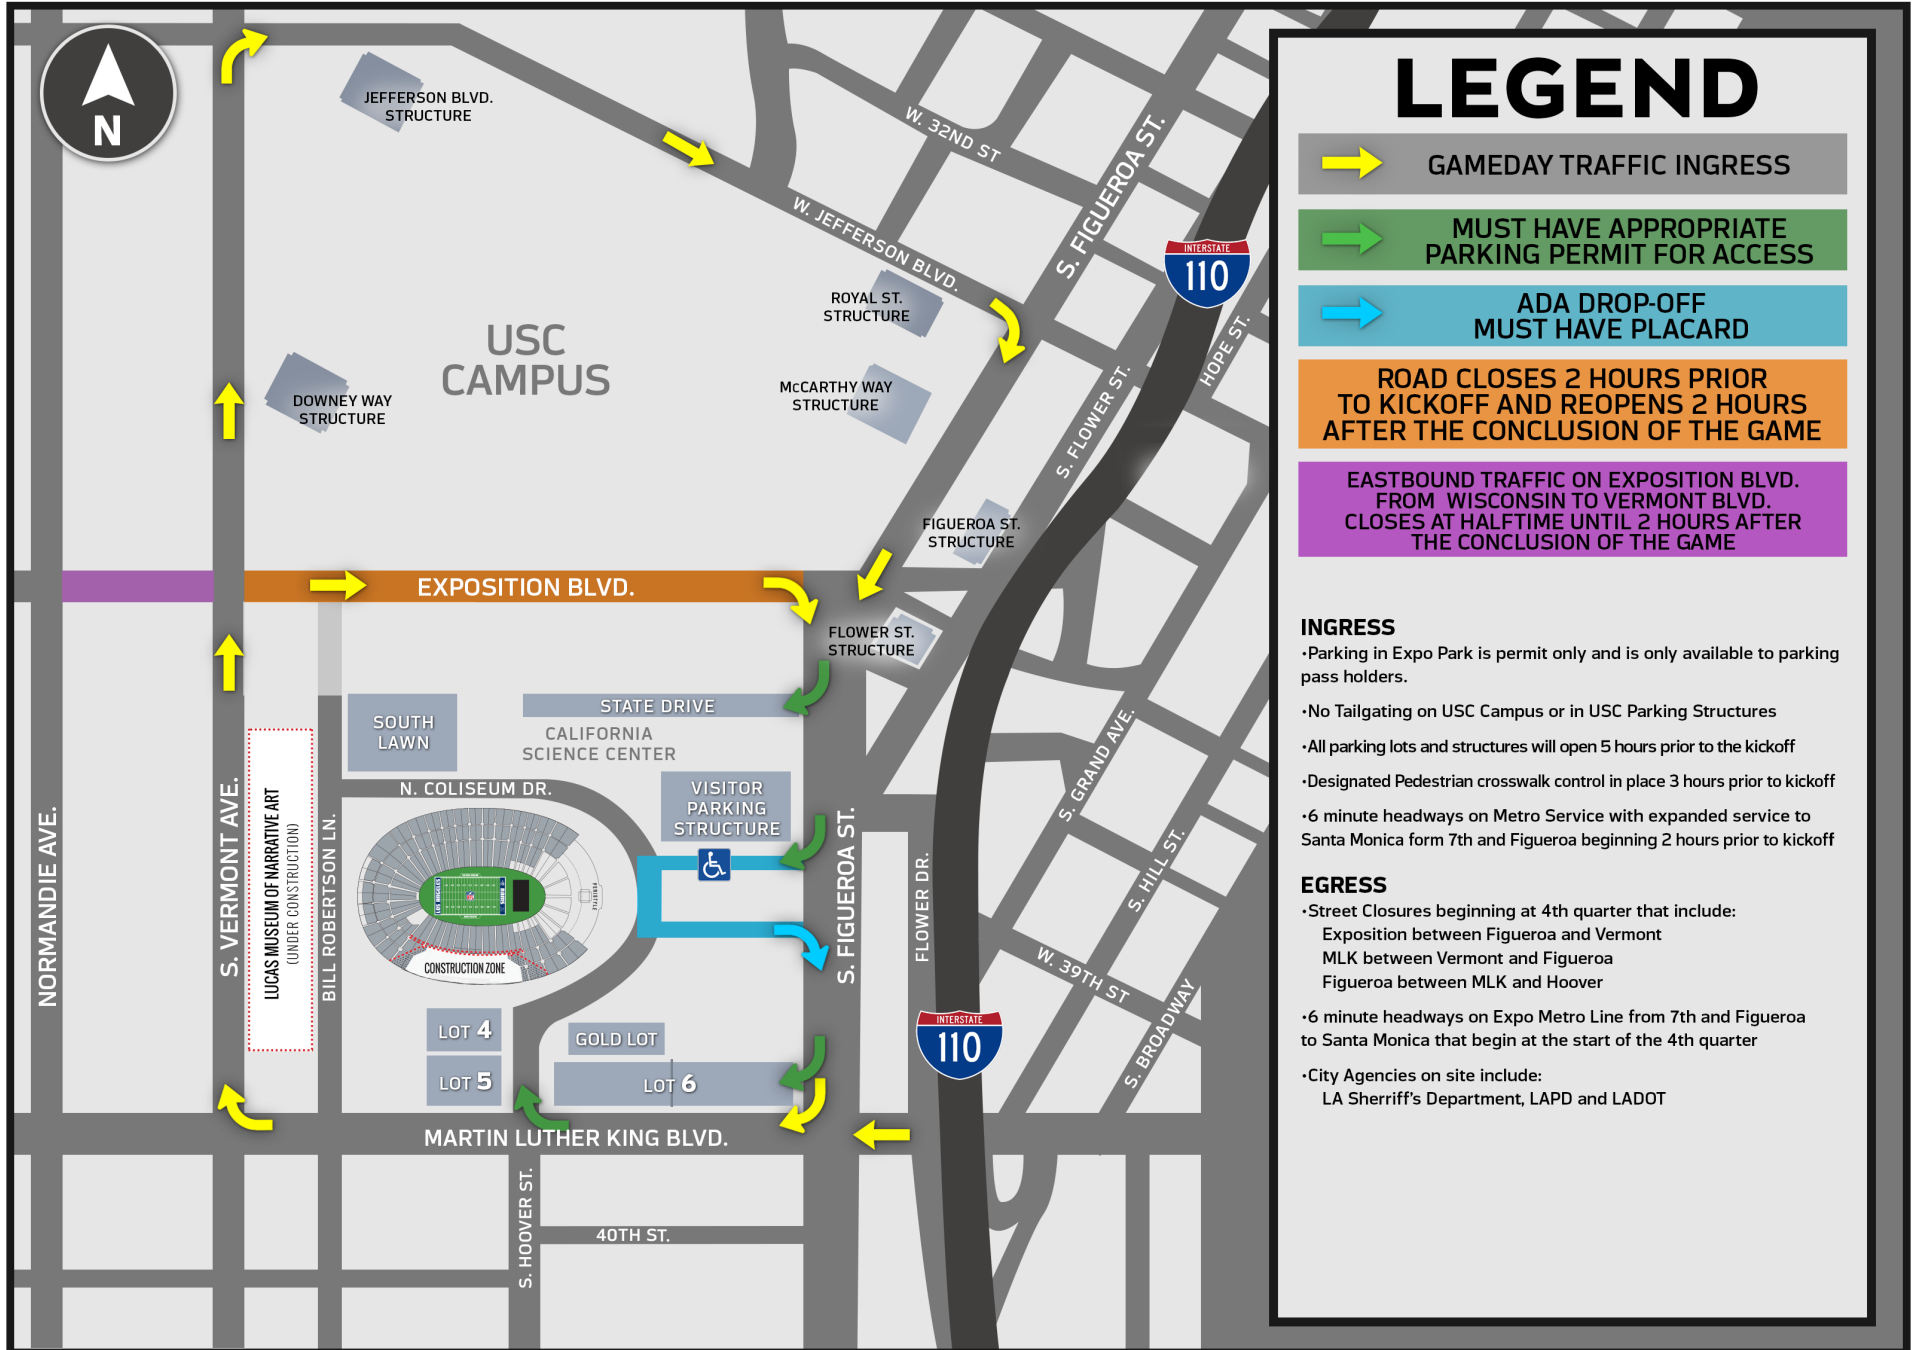 N
JEFFERSON BLVD.
STRUCTURE
W. 32ND ST
S. FIGUEROA ST.
W. JEFFERSON BLVD.
INTERSTATE
110
HOPE ST.
ROYAL ST.
STRUCTURE
USC
CAMPUS
McCARTHY WAY
STRUCTURE
DOWNEY WAY
STRUCTURE
S. FLOWER ST.
FIGUEROA ST.
STRUCTURE
EXPOSITION BLVD.
FLOWER ST.
STRUCTURE
STATE DRIVE
SOUTH
LAWN
CALIFORNIA
SCIENCE CENTER
N. COLISEUM DR.
VISITOR
PARKING
STRUCTURE
NORMANDIE AVE.
S. VERMONT AVE.
LUCAS MUSEUM OF NARRATIVE ART
(UNDER CONSTRUCTION)
BILL ROBERTSON LN.
LOS ANGELES
NFL
PERISTYLE
CONSTRUCTION ZONE
S. FIGUEROA ST.
FLOWER DR.
S. GRAND AVE.
S. HILL ST.
W. 39TH ST
S. BROADWAY
INTERSTATE
110
LOT 4
GOLD LOT
LOT 5
LOT 6
MARTIN LUTHER KING BLVD.
S. HOOVER ST.
40TH ST.
LEGEND
GAMEDAY TRAFFIC INGRESS
MUST HAVE APPROPRIATE
PARKING PERMIT FOR ACCESS
ADA DROP-OFF
MUST HAVE PLACARD
ROAD CLOSES 2 HOURS PRIOR
TO KICKOFF AND REOPENS 2 HOURS
AFTER THE CONCLUSION OF THE GAME
EASTBOUND TRAFFIC ON EXPOSITION BLVD.
FROM WISCONSIN TO VERMONT BLVD.
CLOSES AT HALFTIME UNTIL 2 HOURS AFTER
THE CONCLUSION OF THE GAME
INGRESS
•Parking in Expo Park is permit only and is only available to parking
pass holders.
•No Tailgating on USC Campus or in USC Parking Structures
•All parking lots and structures will open 5 hours prior to the kickoff
•Designated Pedestrian crosswalk control in place 3 hours prior to kickoff
•6 minute headways on Metro Service with expanded service to
Santa Monica form 7th and Figueroa beginning 2 hours prior to kickoff
EGRESS
•Street Closures beginning at 4th quarter that include:
Exposition between Figueroa and Vermont
MLK between Vermont and Figueroa
Figueroa between MLK and Hoover
•6 minute headways on Expo Metro Line from 7th and Figueroa
to Santa Monica that begin at the start of the 4th quarter
•City Agencies on site include:
LA Sherriff's Department, LAPD and LADOT